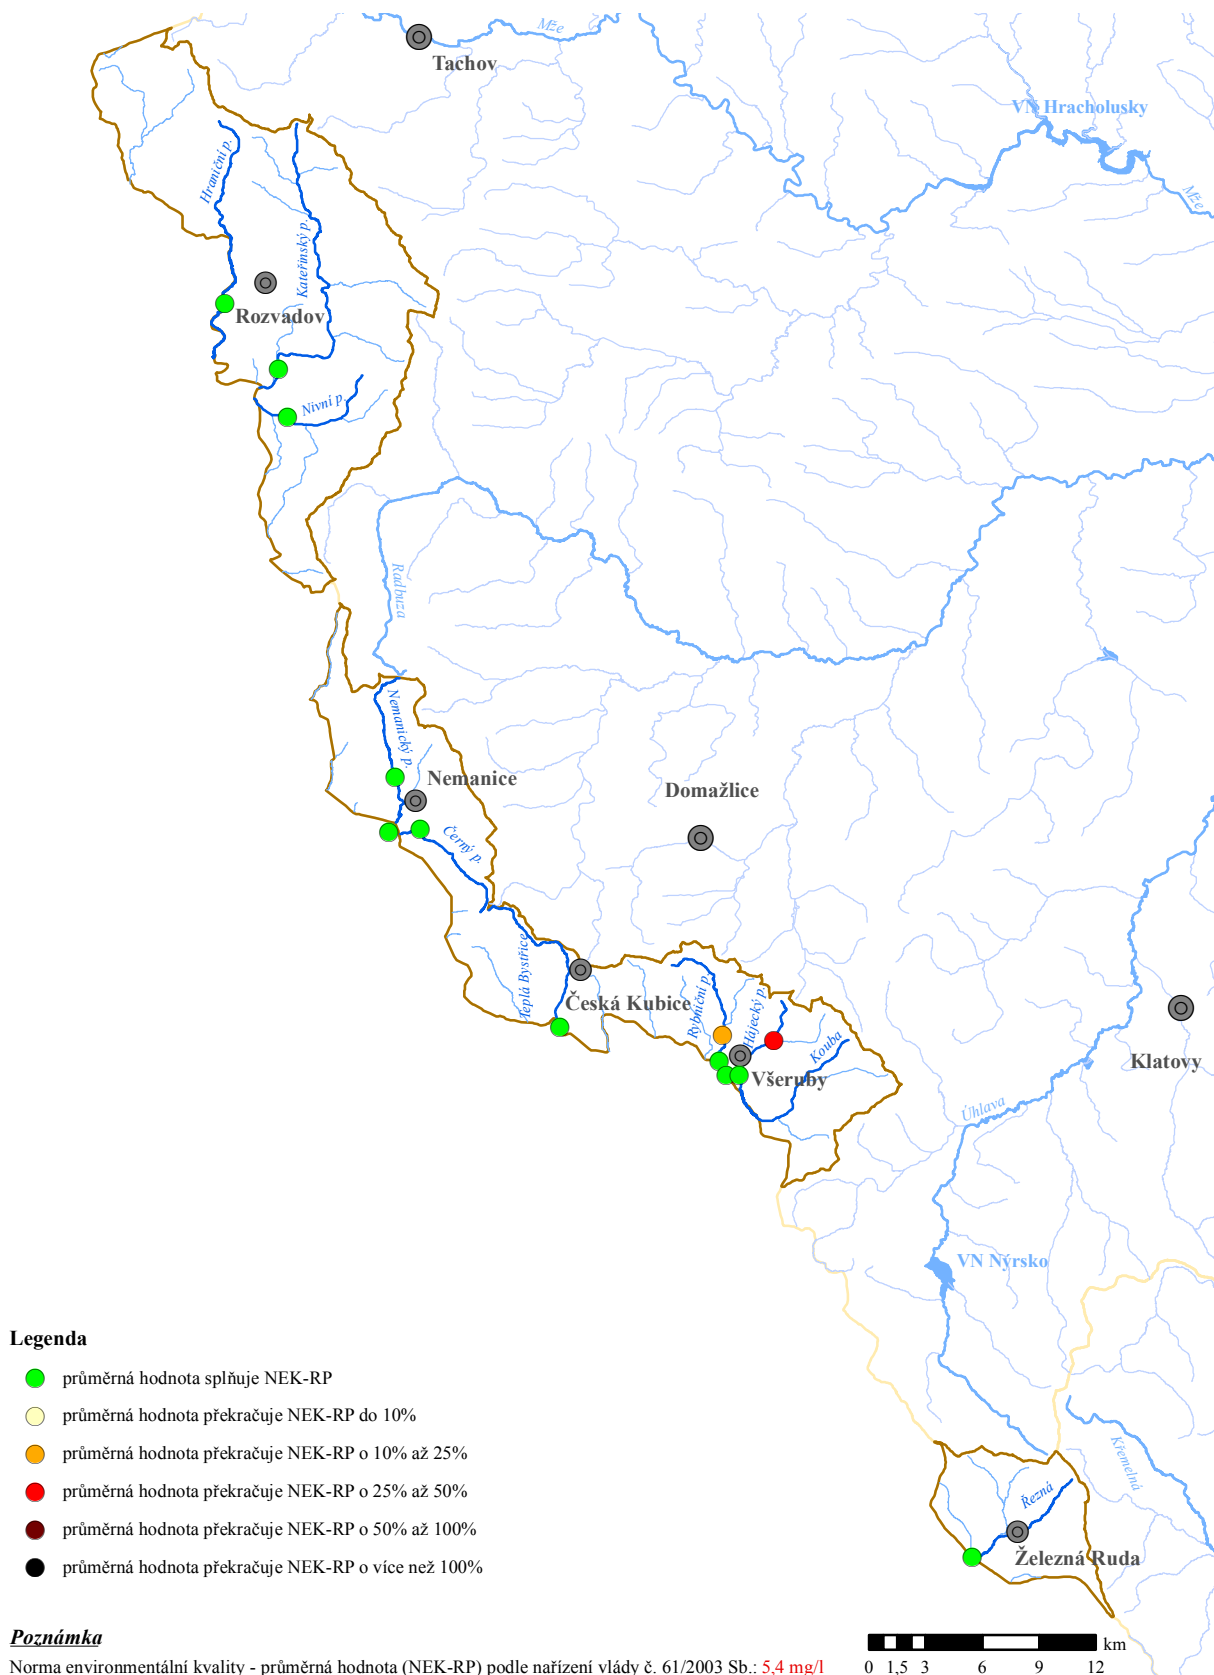 Mže
Tachov
VN Hracholusky
Mže
Hraniční p.
Kateřinský p.
Rozvadov
Nivní p.
Radbuza
Nemanický p.
Nemanice
Domažlice
Černý p.
Teplá Bystřice
Česká Kubice
Rybniční p.
Hájecký p.
Kouba
Všeruby
Klatovy
Úhlava
VN Nýrsko
Křemelná
Řezná
Železná Ruda
Legenda
průměrná hodnota splňuje NEK-RP
průměrná hodnota překračuje NEK-RP do 10%
průměrná hodnota překračuje NEK-RP o 10% až 25%
průměrná hodnota překračuje NEK-RP o 25% až 50%
průměrná hodnota překračuje NEK-RP o 50% až 100%
průměrná hodnota překračuje NEK-RP o více než 100%
Poznámka
Norma environmentální kvality - průměrná hodnota (NEK-RP) podle nařízení vlády č. 61/2003 Sb.: 5,4 mg/l
km
0 1,5 3 6 9 12